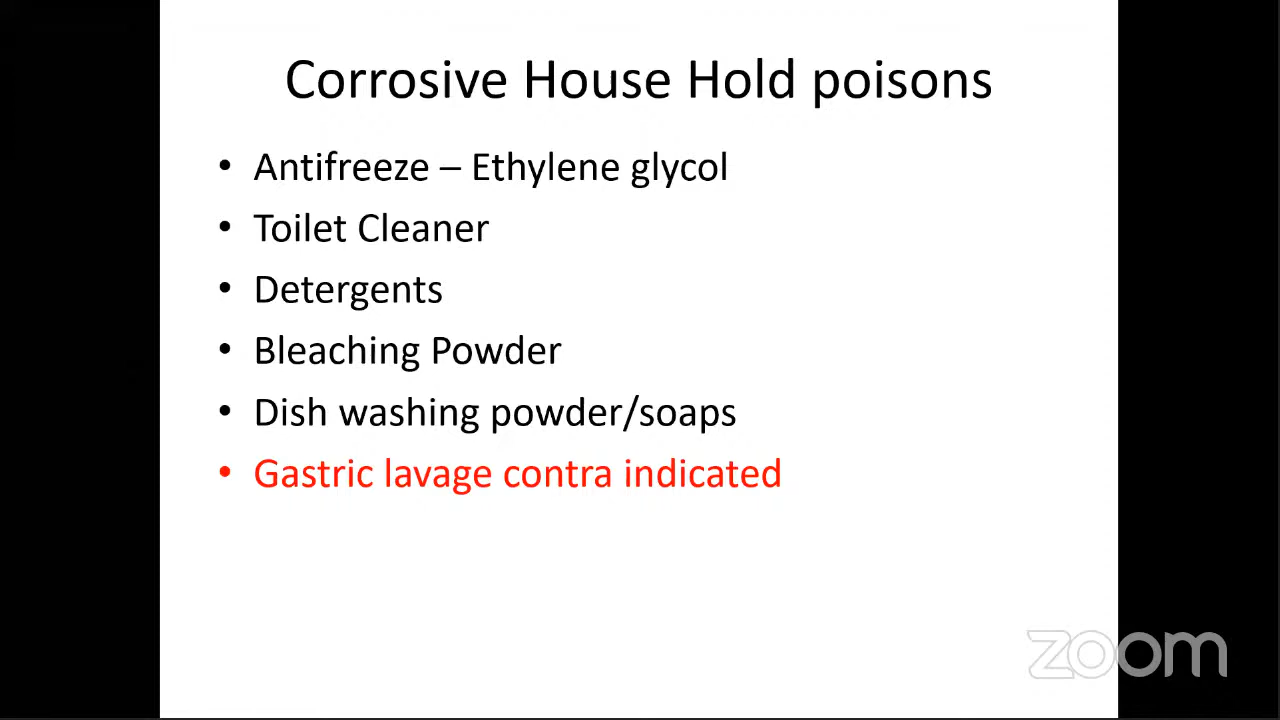 Corrosive House Hold poisons
• Antifreeze – Ethylene glycol
• Toilet Cleaner
• Detergents
• Bleaching Powder
• Dish washing powder/soaps
• Gastric lavage contra indicated
zoom